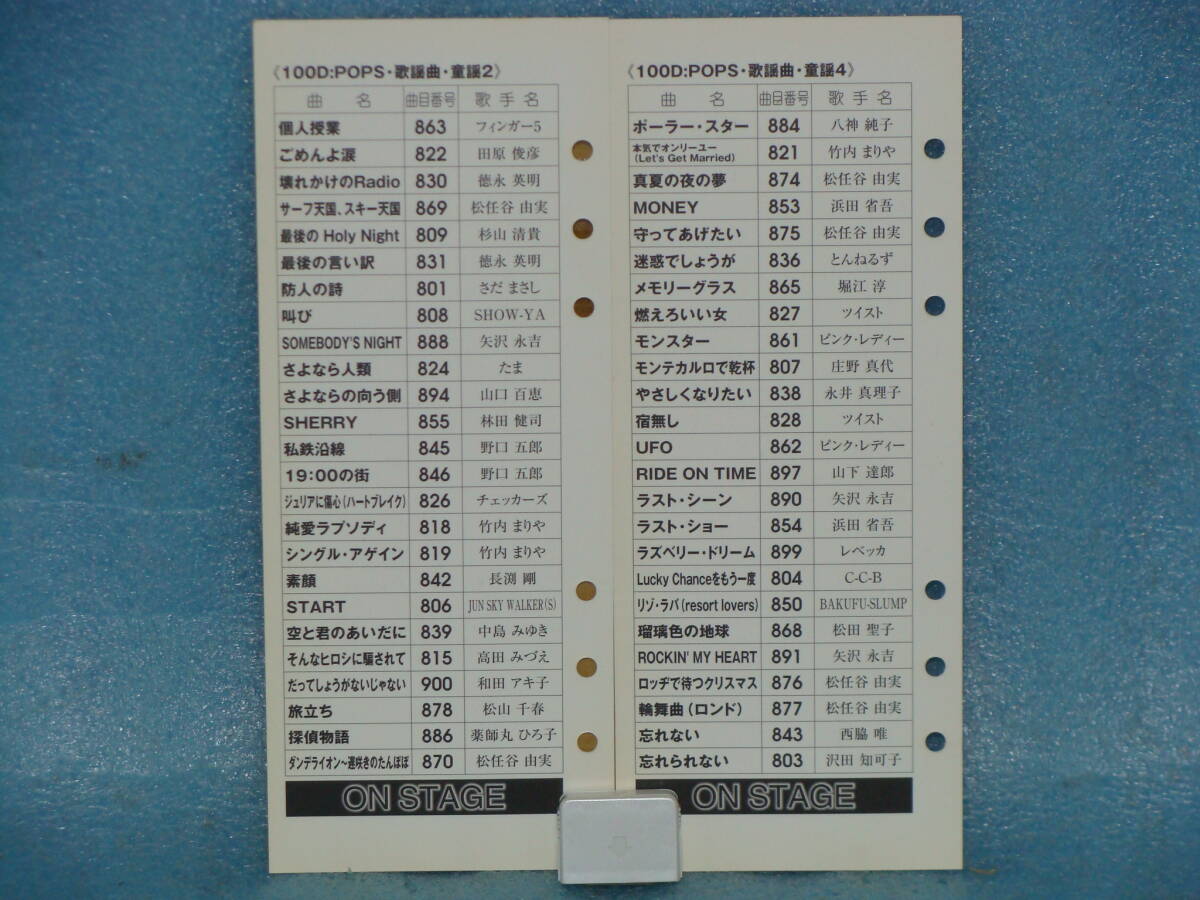 《100D:POPS・歌謡曲・童謡2》
曲 名 曲目番号 歌手名
個人授業 863 フィンガー5
ごめんよ涙 822 田原 俊彦
壊れかけのRadio 830 徳永 英明
サーフ天国、スキー天国 869 松任谷 由実
最後の Holy Night 809 杉山 清貴
最後の言い訳 831 徳永 英明
防人の詩 801 さだ まさし
叫び 808 SHOW-YA
SOMEBODY'S NIGHT 888 矢沢 永吉
さよなら人類 824 たま
さよならの向う側 894 山口 百恵
SHERRY 855 林田 健司
私鉄沿線 845 野口 五郎
19:00の街 846 野口 五郎
ジュリアに傷心(ハートブレイク) 826 チェッカーズ
純愛ラプソディ 818 竹内 まりや
シングル・アゲイン 819 竹内 まりや
素顔 842 長渕 剛
START 806 JUN SKY WALKER(S)
空と君のあいだに 839 中島 みゆき
そんなヒロシに騙されて 815 高田 みづえ
だってしょうがないじゃない 900 和田 アキ子
旅立ち 878 松山 千春
探偵物語 886 薬師丸 ひろ子
ダンデライオン〜遅咲きのたんぽぽ 870 松任谷 由実
ON STAGE
《100D:POPS・歌謡曲・童謡4》
曲 名 曲目番号 歌手名
ポーラー・スター 884 八神 純子
本気でオンリーユー
(Let's Get Married) 821 竹内 まりや
真夏の夜の夢 874 松任谷 由実
MONEY 853 浜田 省吾
守ってあげたい 875 松任谷 由実
迷惑でしょうが 836 とんねるず
メモリーグラス 865 堀江 淳
燃えろいい女 827 ツイスト
モンスター 861 ピンク・レディー
モンテカルロで乾杯 807 庄野 真代
やさしくなりたい 838 永井 真理子
宿無し 828 ツイスト
UFO 862 ピンク・レディー
RIDE ON TIME 897 山下 達郎
ラスト・シーン 890 矢沢 永吉
ラスト・ショー 854 浜田 省吾
ラズベリー・ドリーム 899 レベッカ
Lucky Chanceをもう一度 804 C-C-B
リゾ・ラバ(resort lovers) 850 BAKUFU-SLUMP
瑠璃色の地球 868 松田 聖子
ROCKIN' MY HEART 891 矢沢 永吉
ロッヂで待つクリスマス 876 松任谷 由実
輪舞曲(ロンド) 877 松任谷 由実
忘れない 843 西脇 唯
忘れられない 803 沢田 知可子
ON STAGE